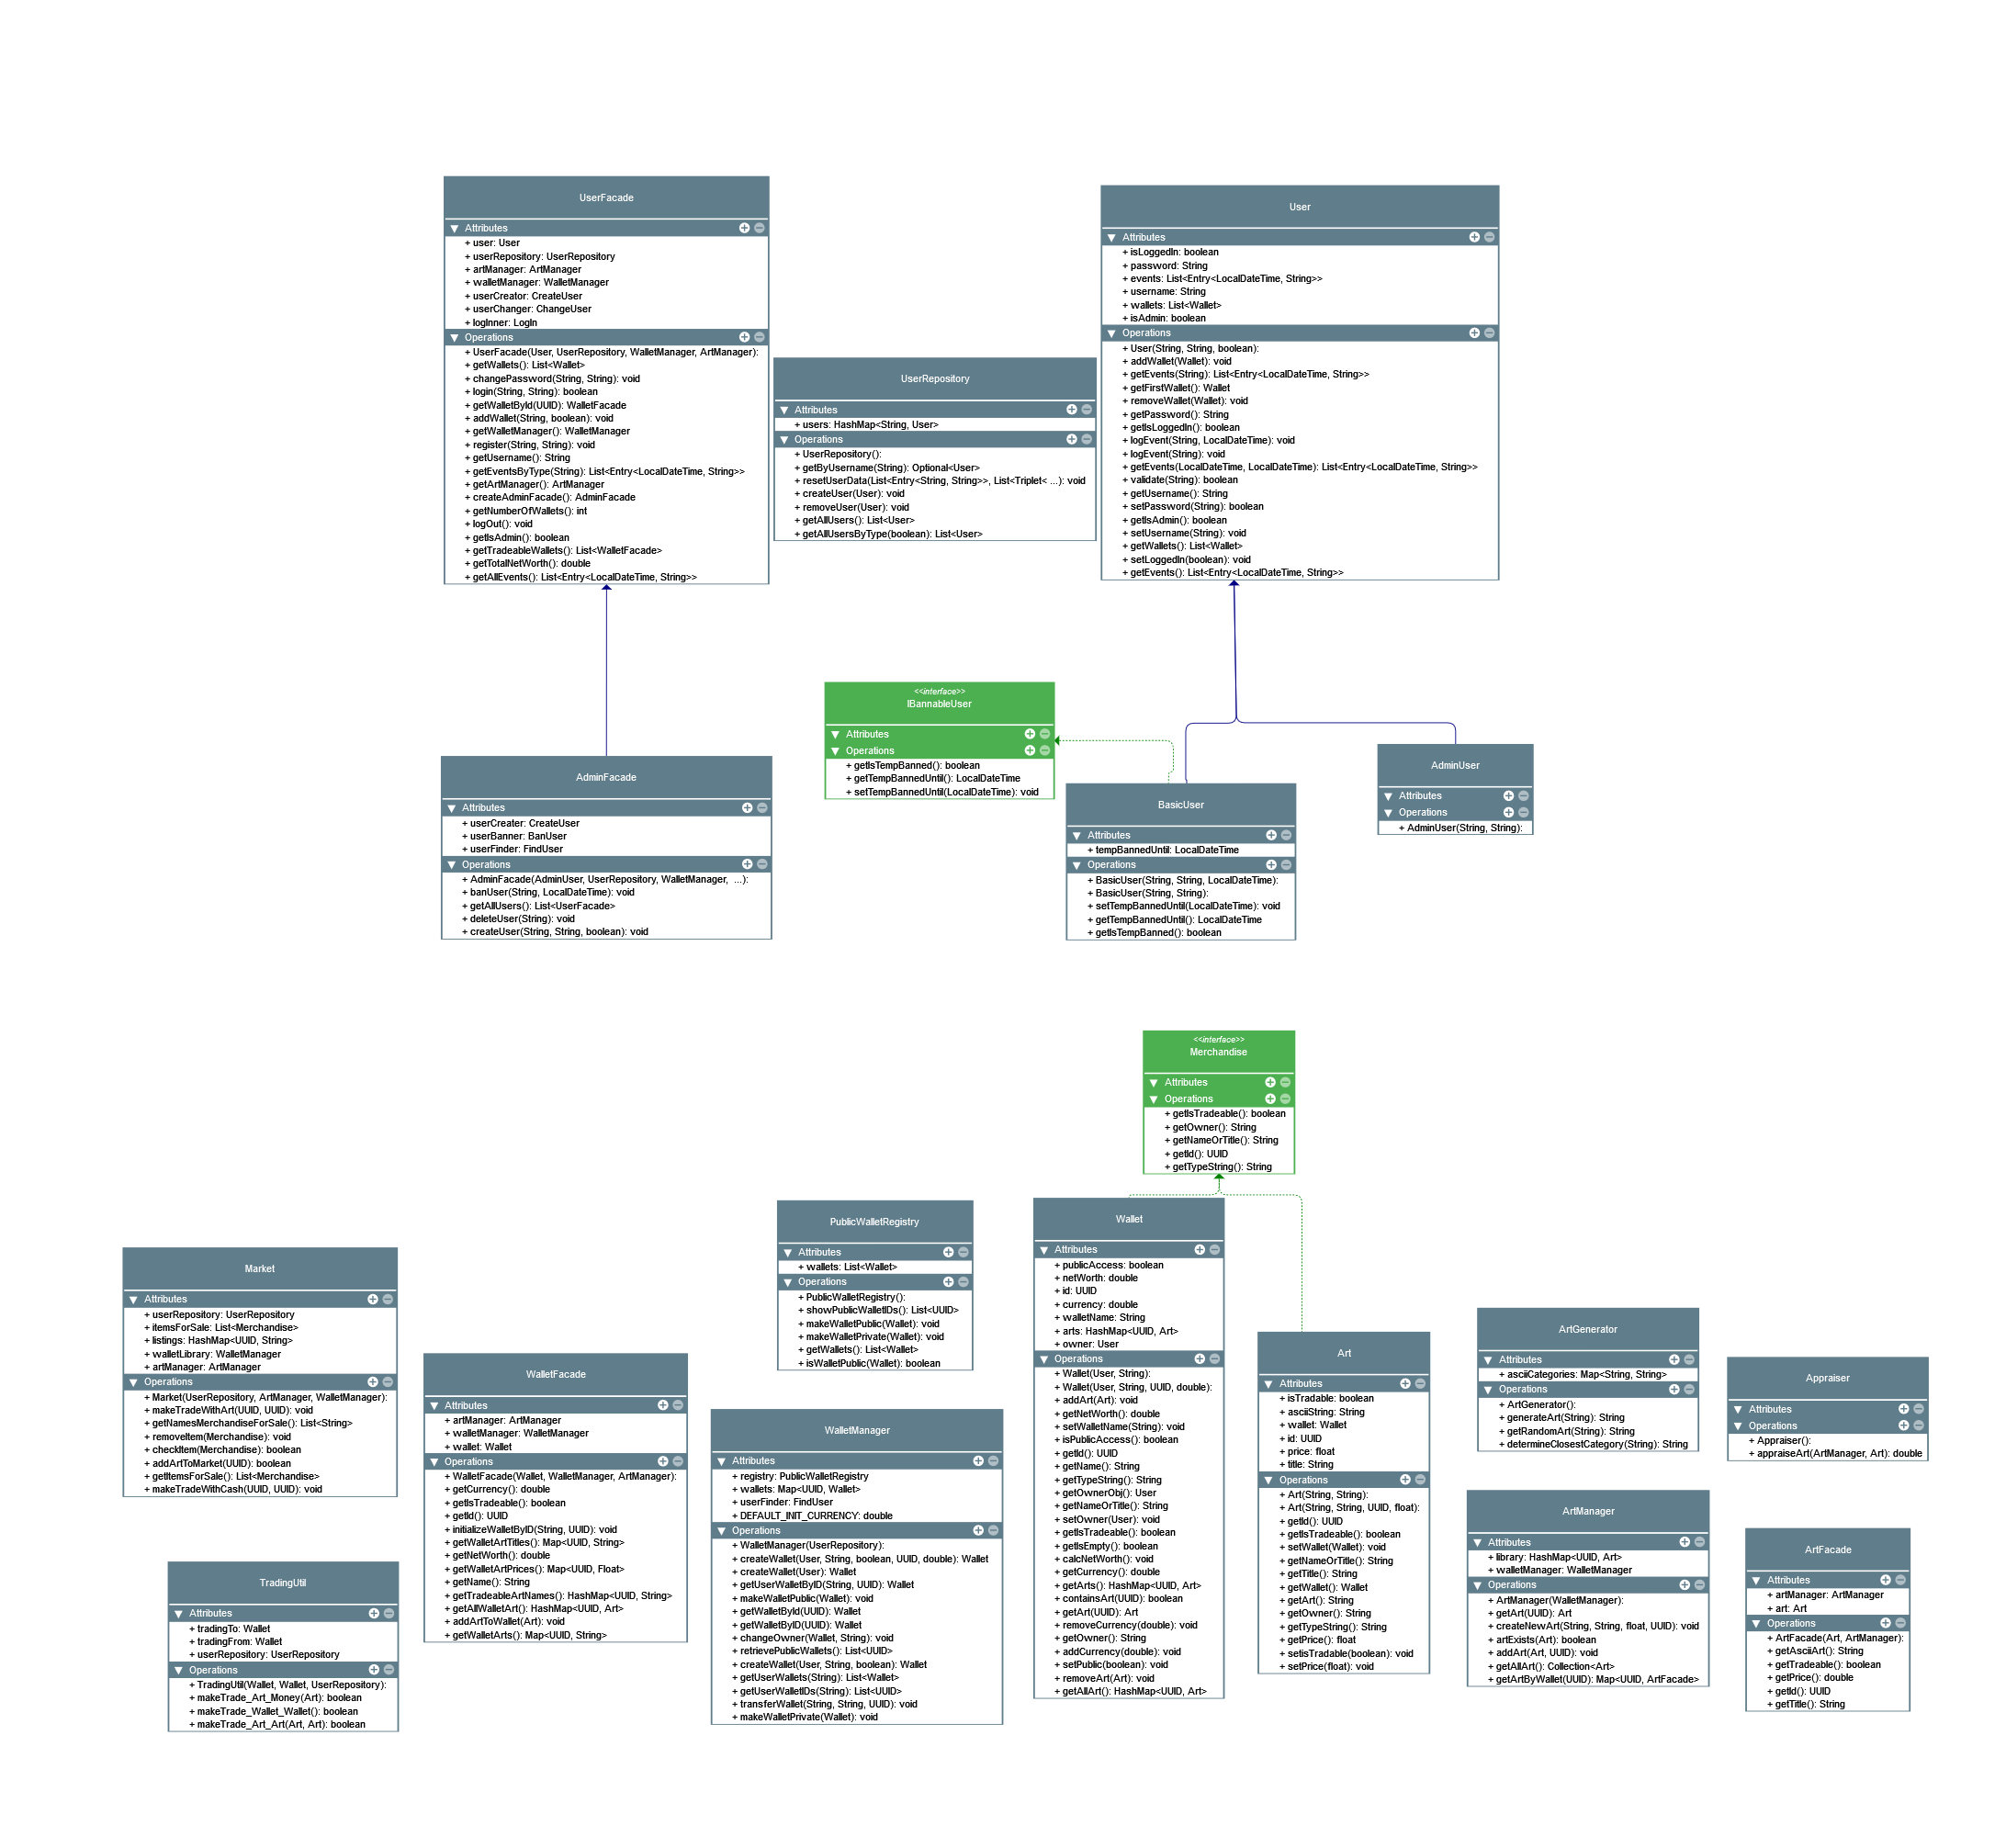 UserFacade
Attributes
+ user: User
+ userRepository: UserRepository
+ artManager: ArtManager
+ walletManager: WalletManager
+ userCreator: CreateUser
+ userChanger: ChangeUser
+ logInner: LogIn
Operations
+ UserFacade(User, UserRepository, WalletManager, ArtManager):
+ getWallets(): List<Wallet>
+ changePassword(String, String): void
+ login(String, String): boolean
+ getWalletById(UUID): WalletFacade
+ addWallet(String, boolean): void
+ getWalletManager(): WalletManager
+ register(String, String): void
+ getUsername(): String
+ getEventsByType(String): List<Entry<LocalDateTime, String>>
+ getArtManager(): ArtManager
+ createAdminFacade(): AdminFacade
+ getNumberOfWallets(): int
+ logOut(): void
+ getIsAdmin(): boolean
+ getTradeableWallets(): List<WalletFacade>
+ getTotalNetWorth(): double
+ getAllEvents(): List<Entry<LocalDateTime, String>>
UserRepository
Attributes
+ users: HashMap<String, User>
Operations
+ UserRepository():
+ getByUsername(String): Optional<User>
+ resetUserData(List<Entry<String, String>>, List<Triplet< ...): void
+ createUser(User): void
+ removeUser(User): void
+ getAllUsers(): List<User>
+ getAllUsersByType(boolean): List<User>
User
Attributes
+ isLoggedIn: boolean
+ password: String
+ events: List<Entry<LocalDateTime, String>>
+ username: String
+ wallets: List<Wallet>
+ isAdmin: boolean
Operations
+ User(String, String, boolean):
+ addWallet(Wallet): void
+ getEvents(String): List<Entry<LocalDateTime, String>>
+ getFirstWallet(): Wallet
+ removeWallet(Wallet): void
+ getPassword(): String
+ getIsLoggedIn(): boolean
+ logEvent(String, LocalDateTime): void
+ logEvent(String): void
+ getEvents(LocalDateTime, LocalDateTime): List<Entry<LocalDateTime, String>>
+ validate(String): boolean
+ getUsername(): String
+ setPassword(String): boolean
+ getIsAdmin(): boolean
+ setUsername(String): void
+ getWallets(): List<Wallet>
+ setLoggedIn(boolean): void
+ getEvents(): List<Entry<LocalDateTime, String>>
<<interface>>
IBannableUser
Attributes
Operations
+ getIsTempBanned(): boolean
+ getTempBannedUntil(): LocalDateTime
+ setTempBannedUntil(LocalDateTime): void
AdminFacade
Attributes
+ userCreater: CreateUser
+ userBanner: BanUser
+ userFinder: FindUser
Operations
+ AdminFacade(AdminUser, UserRepository, WalletManager, ...):
+ banUser(String, LocalDateTime): void
+ getAllUsers(): List<UserFacade>
+ deleteUser(String): void
+ createUser(String, String, boolean): void
BasicUser
Attributes
+ tempBannedUntil: LocalDateTime
Operations
+ BasicUser(String, String, LocalDateTime):
+ BasicUser(String, String):
+ setTempBannedUntil(LocalDateTime): void
+ getTempBannedUntil(): LocalDateTime
+ getIsTempBanned(): boolean
AdminUser
Attributes
Operations
+ AdminUser(String, String):
<<interface>>
Merchandise
Attributes
Operations
+ getIsTradeable(): boolean
+ getOwner(): String
+ getNameOrTitle(): String
+ getId(): UUID
+ getTypeString(): String
Market
Attributes
+ userRepository: UserRepository
+ itemsForSale: List<Merchandise>
+ listings: HashMap<UUID, String>
+ walletLibrary: WalletManager
+ artManager: ArtManager
Operations
+ Market(UserRepository, ArtManager, WalletManager):
+ makeTradeWithArt(UUID, UUID): void
+ getNamesMerchandiseForSale(): List<String>
+ removeItem(Merchandise): void
+ checkItem(Merchandise): boolean
+ addArtToMarket(UUID): boolean
+ getItemsForSale(): List<Merchandise>
+ makeTradeWithCash(UUID, UUID): void
TradingUtil
Attributes
+ tradingTo: Wallet
+ tradingFrom: Wallet
+ userRepository: UserRepository
Operations
+ TradingUtil(Wallet, Wallet, UserRepository):
+ makeTrade_Art_Money(Art): boolean
+ makeTrade_Wallet_Wallet(): boolean
+ makeTrade_Art_Art(Art, Art): boolean
WalletFacade
Attributes
+ artManager: ArtManager
+ walletManager: WalletManager
+ wallet: Wallet
Operations
+ WalletFacade(Wallet, WalletManager, ArtManager):
+ getCurrency(): double
+ getIsTradeable(): boolean
+ getId(): UUID
+ initializeWalletByID(String, UUID): void
+ getWalletArtTitles(): Map<UUID, String>
+ getNetWorth(): double
+ getWalletArtPrices(): Map<UUID, Float>
+ getName(): String
+ getTradeableArtNames(): HashMap<UUID, String>
+ getAllWalletArt(): HashMap<UUID, Art>
+ addArtToWallet(Art): void
+ getWalletArts(): Map<UUID, String>
PublicWalletRegistry
Attributes
+ wallets: List<Wallet>
Operations
+ PublicWalletRegistry():
+ showPublicWalletIDs(): List<UUID>
+ makeWalletPublic(Wallet): void
+ makeWalletPrivate(Wallet): void
+ getWallets(): List<Wallet>
+ isWalletPublic(Wallet): boolean
WalletManager
Attributes
+ registry: PublicWalletRegistry
+ wallets: Map<UUID, Wallet>
+ userFinder: FindUser
+ DEFAULT_INIT_CURRENCY: double
Operations
+ WalletManager(UserRepository):
+ createWallet(User, String, boolean, UUID, double): Wallet
+ createWallet(User): Wallet
+ getUserWalletByID(String, UUID): Wallet
+ makeWalletPublic(Wallet): void
+ getWalletById(UUID): Wallet
+ getWalletByID(UUID): Wallet
+ changeOwner(Wallet, String): void
+ retrievePublicWallets(): List<UUID>
+ createWallet(User, String, boolean): Wallet
+ getUserWallets(String): List<Wallet>
+ getUserWalletIDs(String): List<UUID>
+ transferWallet(String, String, UUID): void
+ makeWalletPrivate(Wallet): void
Wallet
Attributes
+ publicAccess: boolean
+ netWorth: double
+ id: UUID
+ currency: double
+ walletName: String
+ arts: HashMap<UUID, Art>
+ owner: User
Operations
+ Wallet(User, String):
+ Wallet(User, String, UUID, double):
+ addArt(Art): void
+ getNetWorth(): double
+ setWalletName(String): void
+ isPublicAccess(): boolean
+ getId(): UUID
+ getName(): String
+ getTypeString(): String
+ getOwnerObj(): User
+ getNameOrTitle(): String
+ setOwner(User): void
+ getIsTradeable(): boolean
+ getIsEmpty(): boolean
+ calcNetWorth(): void
+ getCurrency(): double
+ getArts(): HashMap<UUID, Art>
+ containsArt(UUID): boolean
+ getArt(UUID): Art
+ removeCurrency(double): void
+ getOwner(): String
+ addCurrency(double): void
+ setPublic(boolean): void
+ removeArt(Art): void
+ getAllArt(): HashMap<UUID, Art>
Art
Attributes
+ isTradable: boolean
+ asciiString: String
+ wallet: Wallet
+ id: UUID
+ price: float
+ title: String
Operations
+ Art(String, String):
+ Art(String, String, UUID, float):
+ getId(): UUID
+ getIsTradeable(): boolean
+ setWallet(Wallet): void
+ getNameOrTitle(): String
+ getTitle(): String
+ getWallet(): Wallet
+ getArt(): String
+ getOwner(): String
+ getTypeString(): String
+ getPrice(): float
+ setisTradable(boolean): void
+ setPrice(float): void
ArtGenerator
Attributes
+ asciiCategories: Map<String, String>
Operations
+ ArtGenerator():
+ generateArt(String): String
+ getRandomArt(String): String
+ determineClosestCategory(String): String
Appraiser
Attributes
Operations
+ Appraiser():
+ appraiseArt(ArtManager, Art): double
ArtManager
Attributes
+ library: HashMap<UUID, Art>
+ walletManager: WalletManager
Operations
+ ArtManager(WalletManager):
+ getArt(UUID): Art
+ createNewArt(String, String, float, UUID): void
+ artExists(Art): boolean
+ addArt(Art, UUID): void
+ getAllArt(): Collection<Art>
+ getArtByWallet(UUID): Map<UUID, ArtFacade>
ArtFacade
Attributes
+ artManager: ArtManager
+ art: Art
Operations
+ ArtFacade(Art, ArtManager):
+ getAsciiArt(): String
+ getTradeable(): boolean
+ getPrice(): double
+ getId(): UUID
+ getTitle(): String